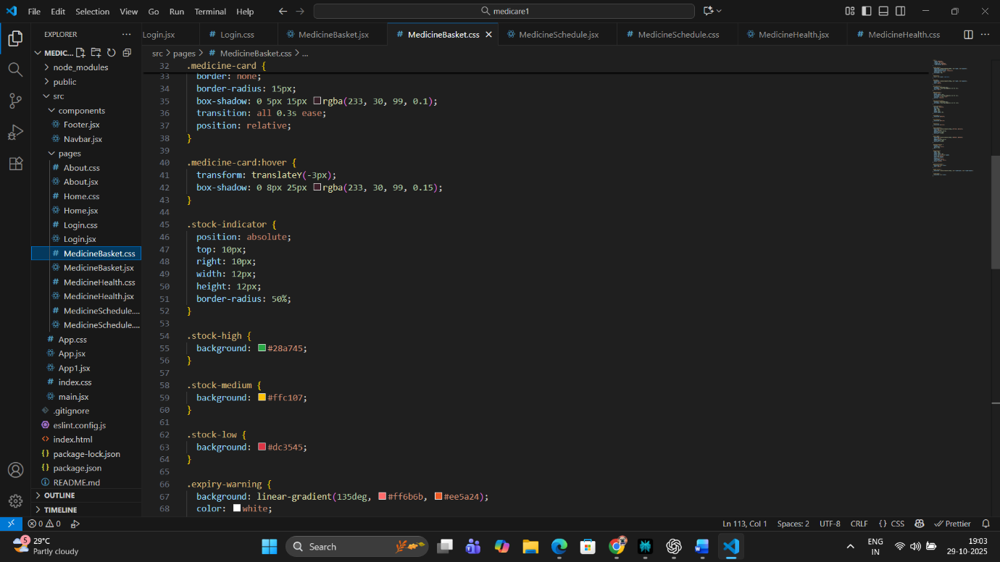 File Edit Selection View Go Run Terminal Help
medicare1
EXPLORER
Login.jsx
# Login.css
MedicineBasket.jsx
# MedicineBasket.css
MedicineSchedule.jsx
# MedicineSchedule.css
MedicineHealth.jsx
# MedicineHealth.css
src > pages > # MedicineBasket.css > ...
MEDIC...
node_modules
public
src
components
Footer.jsx
Navbar.jsx
pages
# About.css
About.jsx
# Home.css
Home.jsx
# Login.css
Login.jsx
# MedicineBasket.css
MedicineBasket.jsx
# MedicineHealth.css
MedicineHealth.jsx
# MedicineSchedule....
MedicineSchedule....
# App.css
App.jsx
App1.jsx
# index.css
main.jsx
.gitignore
eslint.config.js
<> index.html
{} package-lock.json
{} package.json
README.md
OUTLINE
TIMELINE
32 .medicine-card {
33 border: none;
34 border-radius: 15px;
35 box-shadow: 0 5px 15px rgba(233, 30, 99, 0.1);
36 transition: all 0.3s ease;
37 position: relative;
38 }
39
40 .medicine-card:hover {
41 transform: translateY(-3px);
42 box-shadow: 0 8px 25px rgba(233, 30, 99, 0.15);
43 }
44
45 .stock-indicator {
46 position: absolute;
47 top: 10px;
48 right: 10px;
49 width: 12px;
50 height: 12px;
51 border-radius: 50%;
52 }
53
54 .stock-high {
55 background: #28a745;
56 }
57
58 .stock-medium {
59 background: #ffc107;
60 }
61
62 .stock-low {
63 background: #dc3545;
64 }
65
66 .expiry-warning {
67 background: linear-gradient(135deg, #ff6b6b, #ee5a24);
68 color: white;
0 0
Ln 113, Col 1 Spaces: 2 UTF-8 CRLF {} CSS Prettier
5
29°C
Partly cloudy
Search
ENG
IN
19:03
29-10-2025